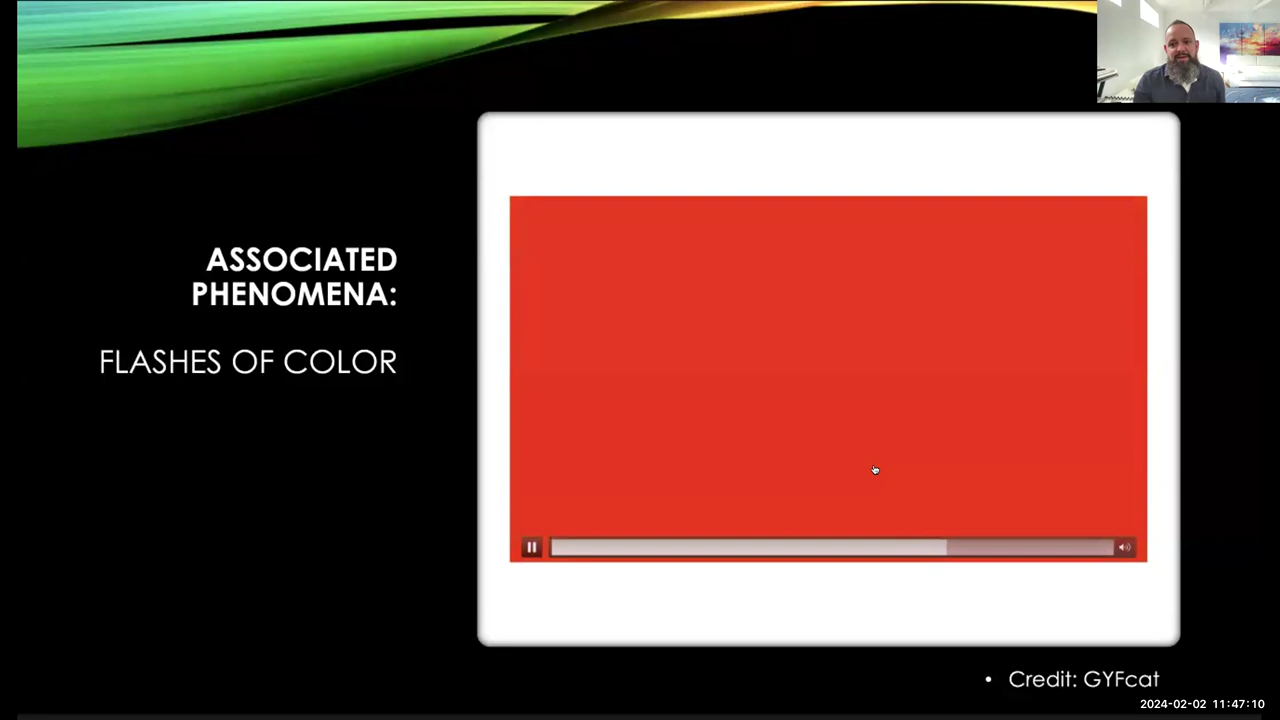 ASSOCIATED
PHENOMENA:
FLASHES OF COLOR
• Credit: GYFcat
2024-02-02 11:47:10